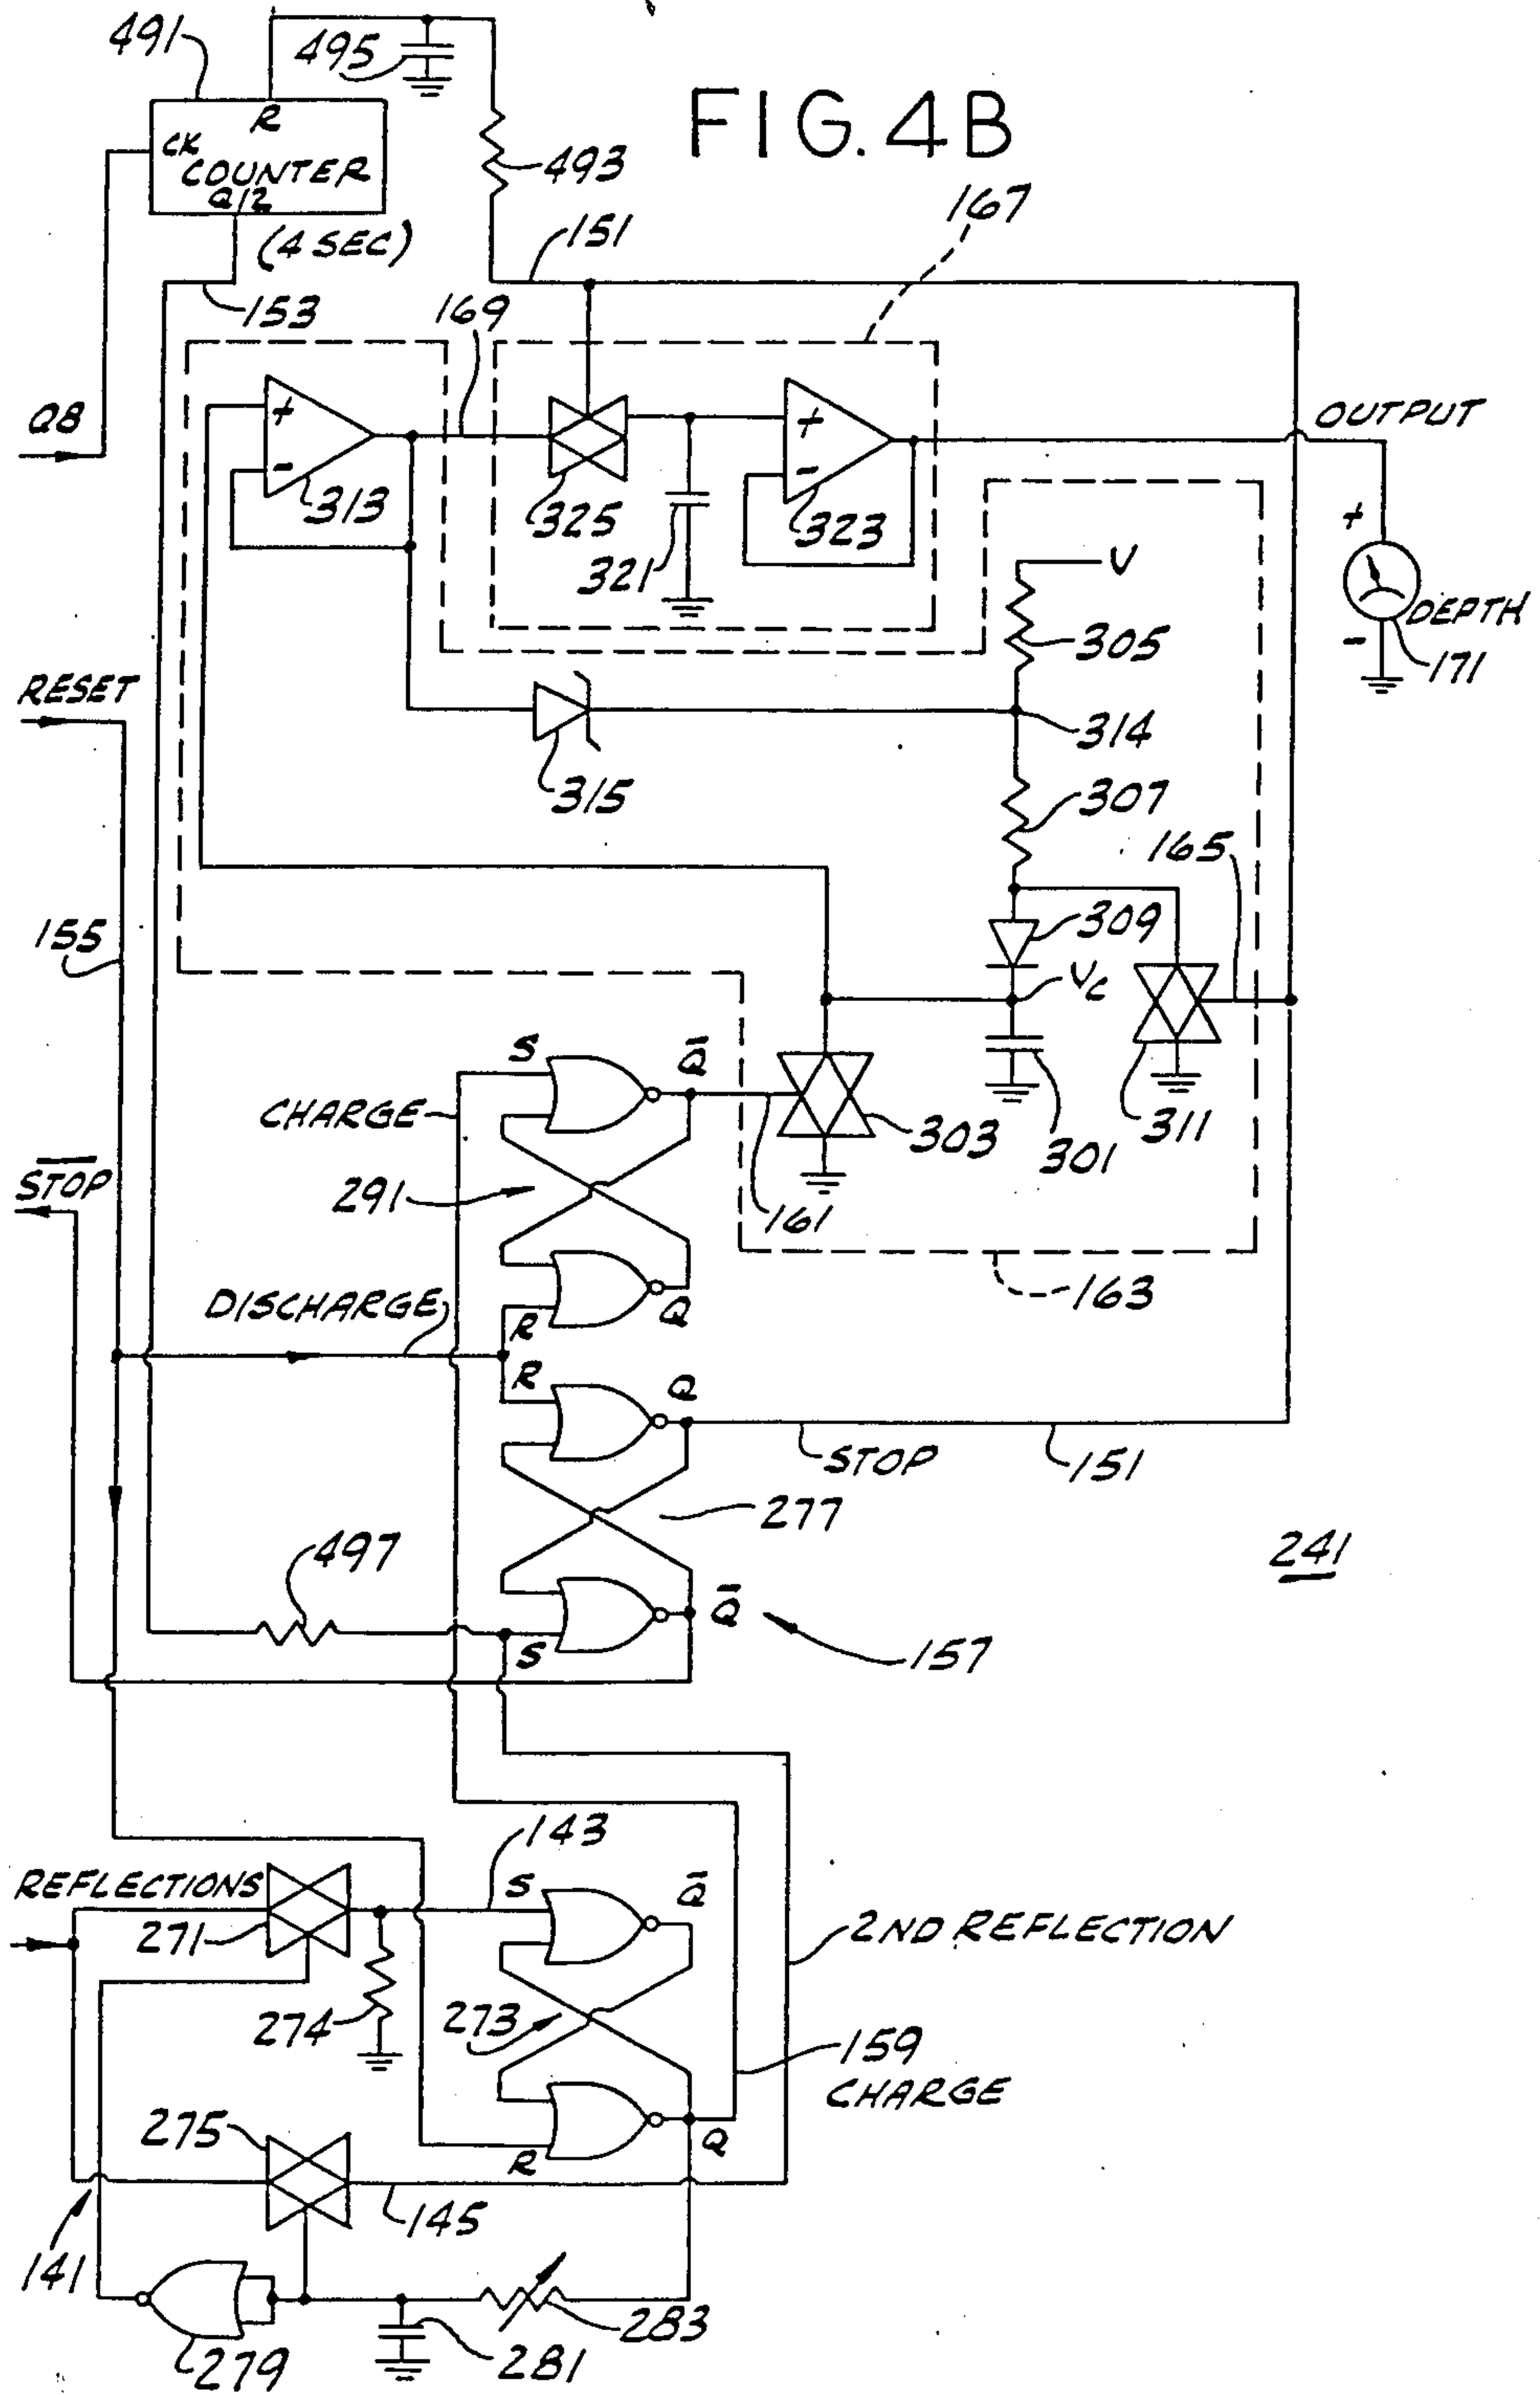 491
495
FIG. 4B
R
CK
COUNTER
Q12
493
167
(4 SEC)
151
153
169
Q8
+
-
313
325
321
+
-
323
OUTPUT
+
DEPTH
-
171
V
305
RESET
314
315
307
165
155
309
VC
S
Q̅
CHARGE
303
301
311
S̅T̅O̅P̅
291
161
163
DISCHARGE
R
Q
R
Q
STOP
151
277
241
497
Q̅
S
157
143
REFLECTIONS
S
Q̅
271
2ND REFLECTION
274
273
159
CHARGE
275
R
Q
145
141
283
279
281